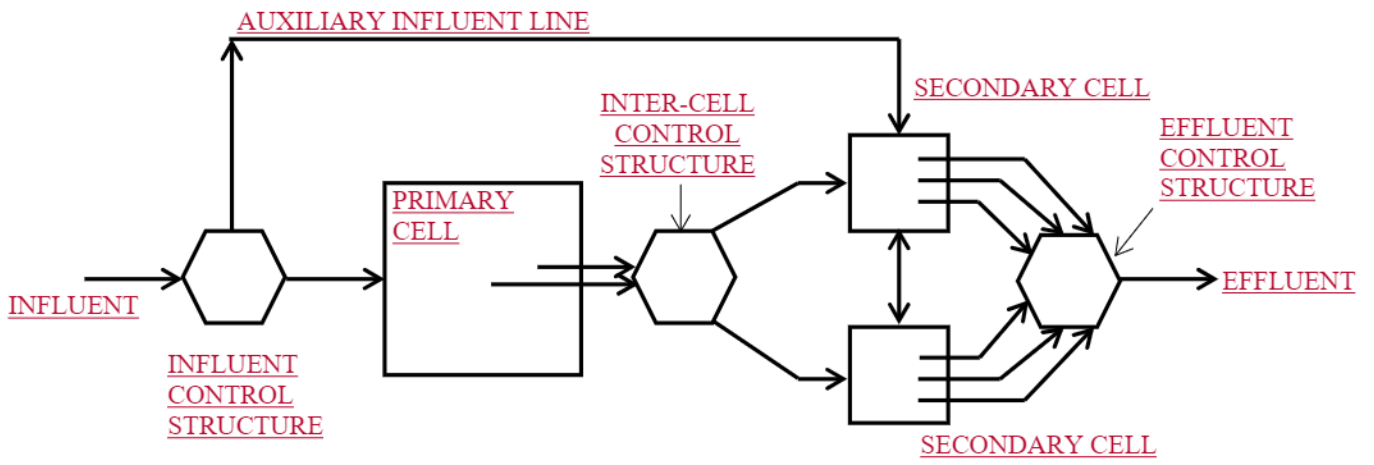 AUXILIARY INFLUENT LINE
SECONDARY CELL
INTER-CELL
CONTROL
STRUCTURE
EFFLUENT
CONTROL
STRUCTURE
PRIMARY
CELL
INFLUENT
EFFLUENT
INFLUENT
CONTROL
STRUCTURE
SECONDARY CELL